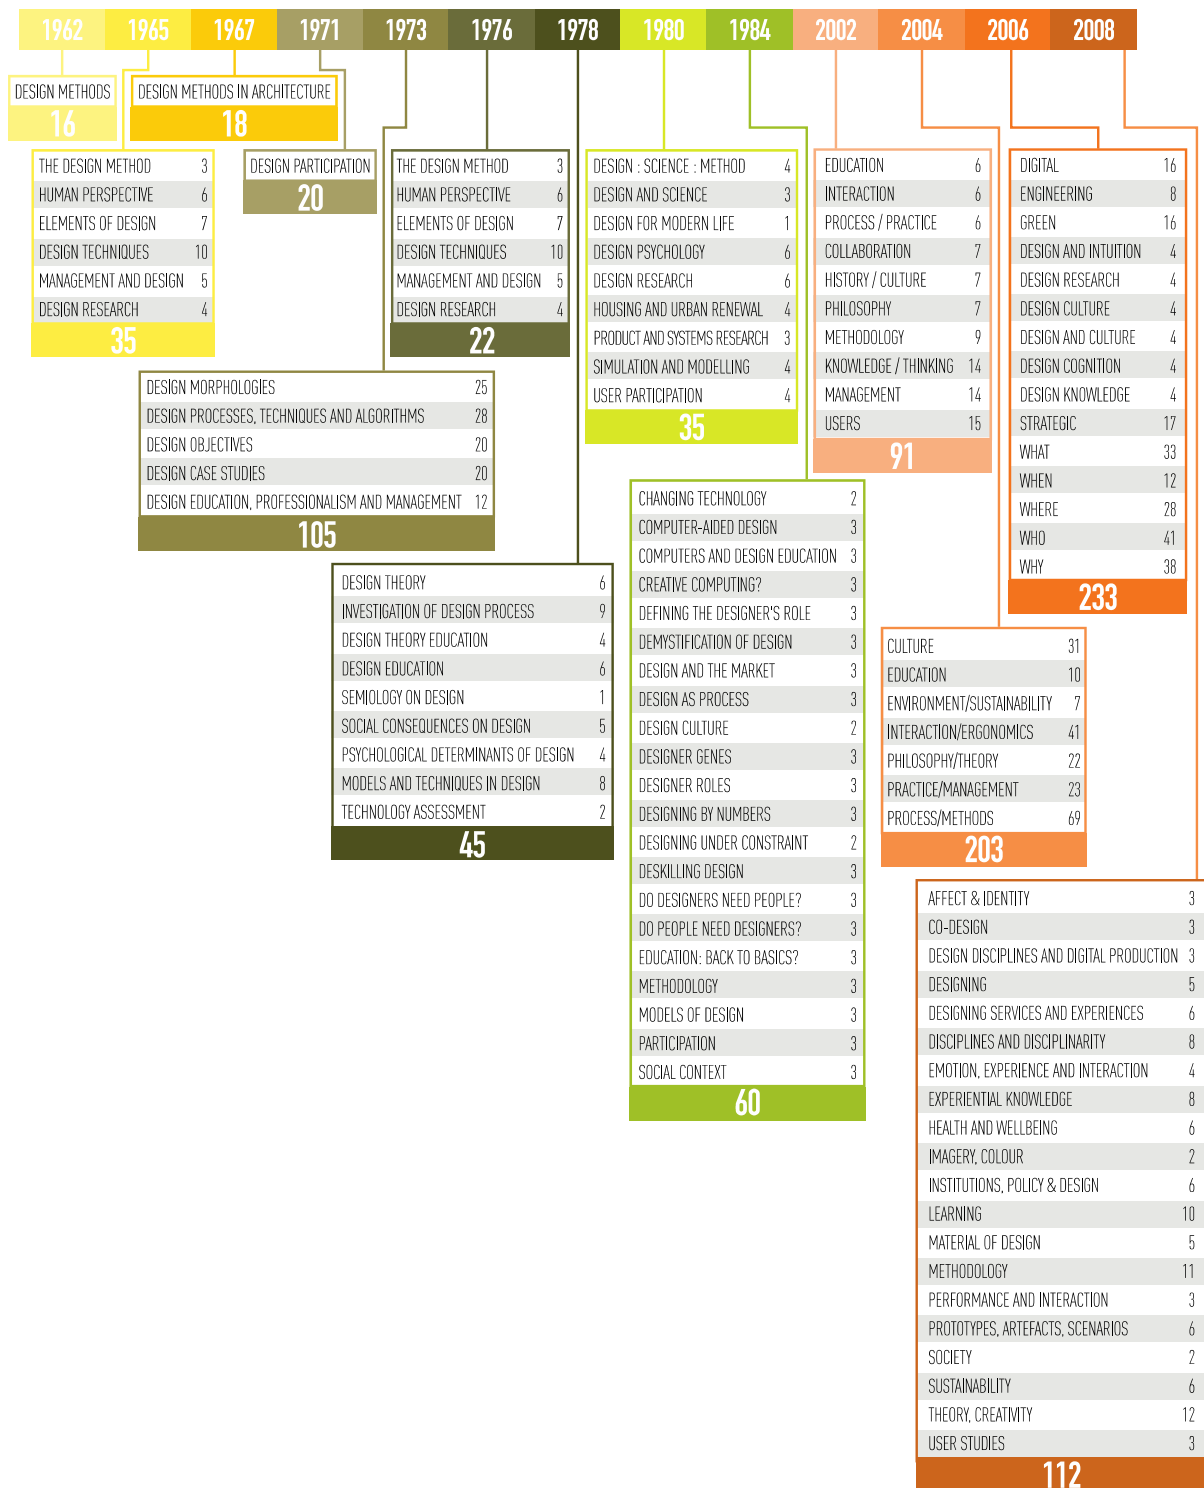 1962 1965 1967 1971 1973 1976 1978 1980 1984 2002 2004 2006 2008
DESIGN METHODS
16
DESIGN METHODS IN ARCHITECTURE
18
THE DESIGN METHOD 3
HUMAN PERSPECTIVE 6
ELEMENTS OF DESIGN 7
DESIGN TECHNIQUES 10
MANAGEMENT AND DESIGN 5
DESIGN RESEARCH 4
35
DESIGN PARTICIPATION
20
THE DESIGN METHOD 3
HUMAN PERSPECTIVE 6
ELEMENTS OF DESIGN 7
DESIGN TECHNIQUES 10
MANAGEMENT AND DESIGN 5
DESIGN RESEARCH 4
22
DESIGN : SCIENCE : METHOD 4
DESIGN AND SCIENCE 3
DESIGN FOR MODERN LIFE 1
DESIGN PSYCHOLOGY 6
DESIGN RESEARCH 6
HOUSING AND URBAN RENEWAL 4
PRODUCT AND SYSTEMS RESEARCH 3
SIMULATION AND MODELLING 4
USER PARTICIPATION 4
35
EDUCATION 6
INTERACTION 6
PROCESS / PRACTICE 6
COLLABORATION 7
HISTORY / CULTURE 7
PHILOSOPHY 7
METHODOLOGY 9
KNOWLEDGE / THINKING 14
MANAGEMENT 14
USERS 15
91
DIGITAL 16
ENGINEERING 8
GREEN 16
DESIGN AND INTUITION 4
DESIGN RESEARCH 4
DESIGN CULTURE 4
DESIGN AND CULTURE 4
DESIGN COGNITION 4
DESIGN KNOWLEDGE 4
STRATEGIC 17
WHAT 33
WHEN 12
WHERE 28
WHO 41
WHY 38
233
DESIGN MORPHOLOGIES 25
DESIGN PROCESSES, TECHNIQUES AND ALGORITHMS 28
DESIGN OBJECTIVES 20
DESIGN CASE STUDIES 20
DESIGN EDUCATION, PROFESSIONALISM AND MANAGEMENT 12
105
DESIGN THEORY 6
INVESTIGATION OF DESIGN PROCESS 9
DESIGN THEORY EDUCATION 4
DESIGN EDUCATION 6
SEMIOLOGY ON DESIGN 1
SOCIAL CONSEQUENCES ON DESIGN 5
PSYCHOLOGICAL DETERMINANTS OF DESIGN 4
MODELS AND TECHNIQUES IN DESIGN 8
TECHNOLOGY ASSESSMENT 2
45
CHANGING TECHNOLOGY 2
COMPUTER-AIDED DESIGN 3
COMPUTERS AND DESIGN EDUCATION 3
CREATIVE COMPUTING? 3
DEFINING THE DESIGNER'S ROLE 3
DEMYSTIFICATION OF DESIGN 3
DESIGN AND THE MARKET 3
DESIGN AS PROCESS 3
DESIGN CULTURE 2
DESIGNER GENES 3
DESIGNER ROLES 3
DESIGNING BY NUMBERS 3
DESIGNING UNDER CONSTRAINT 2
DESKILLING DESIGN 3
DO DESIGNERS NEED PEOPLE? 3
DO PEOPLE NEED DESIGNERS? 3
EDUCATION: BACK TO BASICS? 3
METHODOLOGY 3
MODELS OF DESIGN 3
PARTICIPATION 3
SOCIAL CONTEXT 3
60
CULTURE 31
EDUCATION 10
ENVIRONMENT/SUSTAINABILITY 7
INTERACTION/ERGONOMICS 41
PHILOSOPHY/THEORY 22
PRACTICE/MANAGEMENT 23
PROCESS/METHODS 69
203
AFFECT & IDENTITY 3
CO-DESIGN 3
DESIGN DISCIPLINES AND DIGITAL PRODUCTION 3
DESIGNING 5
DESIGNING SERVICES AND EXPERIENCES 6
DISCIPLINES AND DISCIPLINARITY 8
EMOTION, EXPERIENCE AND INTERACTION 4
EXPERIENTIAL KNOWLEDGE 8
HEALTH AND WELLBEING 6
IMAGERY, COLOUR 2
INSTITUTIONS, POLICY & DESIGN 6
LEARNING 10
MATERIAL OF DESIGN 5
METHODOLOGY 11
PERFORMANCE AND INTERACTION 3
PROTOTYPES, ARTEFACTS, SCENARIOS 6
SOCIETY 2
SUSTAINABILITY 6
THEORY, CREATIVITY 12
USER STUDIES 3
112